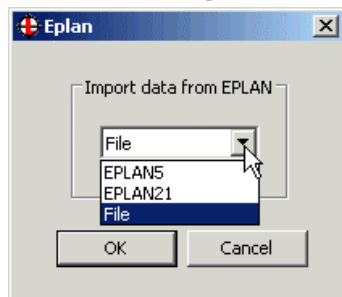 Eplan
Import data from EPLAN
File
EPLAN5
EPLAN21
File
OK Cancel